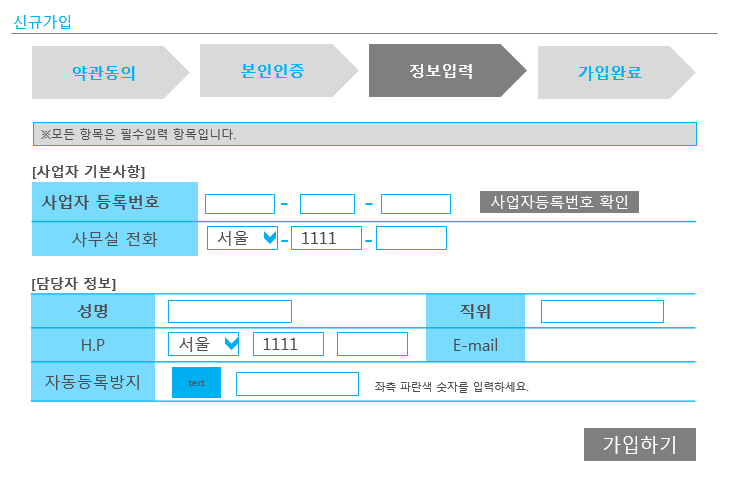 신규가입
약관동의 본인인증 정보입력 가입완료
※모든 항목은 필수입력 항목입니다.
[사업자 기본사항]
사업자 등록번호 - - 사업자등록번호 확인
사무실 전화 서울 - 1111 -
[담당자 정보]
성명 직위
H.P 서울 1111 E-mail
자동등록방지 text 좌측 파란색 숫자를 입력하세요.
가입하기